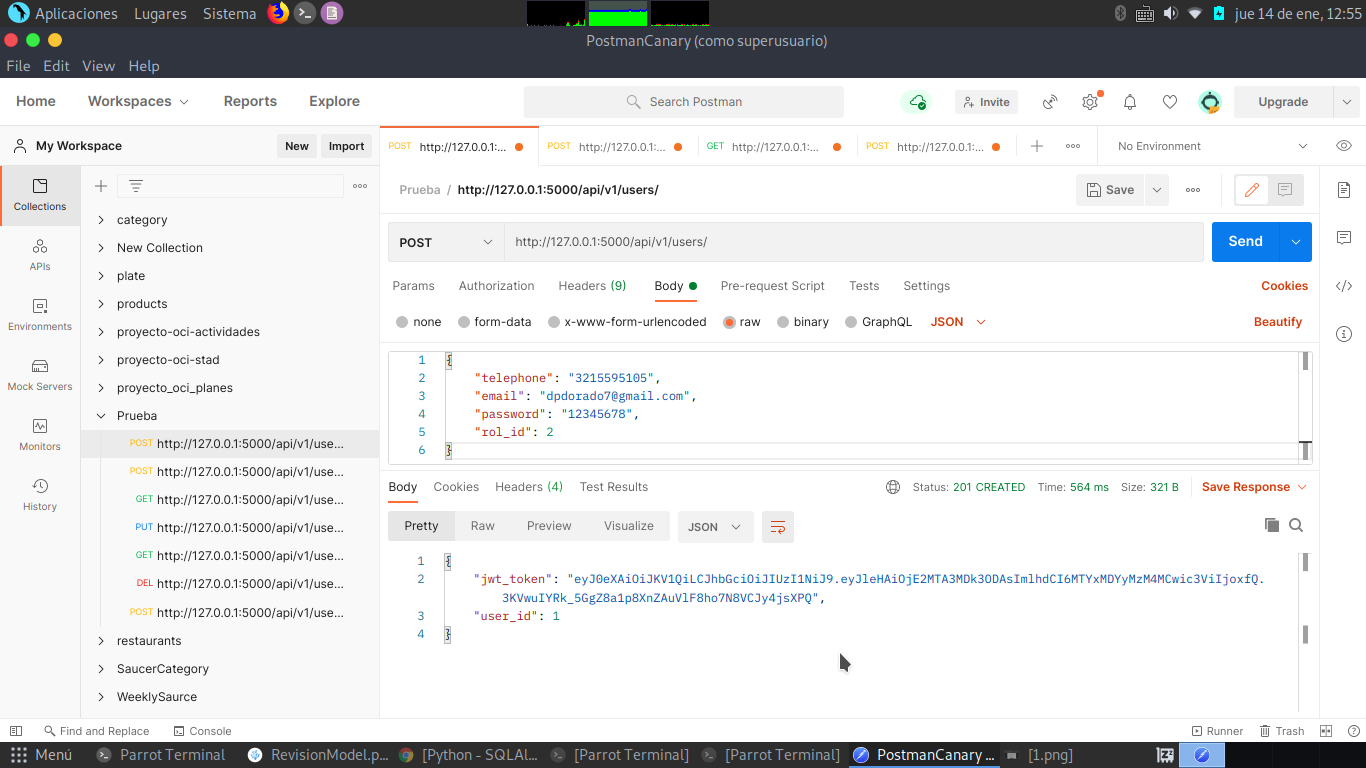 Aplicaciones Lugares Sistema jue 14 de ene, 12:55
PostmanCanary (como superusuario)
File Edit View Help
Home Workspaces Reports Explore Search Postman Invite Upgrade
My Workspace New Import
POST http://127.0.0.1:... POST http://127.0.0.1:... GET http://127.0.0.1:... POST http://127.0.0.1:... No Environment
Collections
APIs
Environments
Mock Servers
Monitors
History
category
New Collection
plate
products
proyecto-oci-actividades
proyecto-oci-stad
proyecto_oci_planes
Prueba
POST http://127.0.0.1:5000/api/v1/use...
POST http://127.0.0.1:5000/api/v1/use...
GET http://127.0.0.1:5000/api/v1/use...
PUT http://127.0.0.1:5000/api/v1/use...
GET http://127.0.0.1:5000/api/v1/use...
DEL http://127.0.0.1:5000/api/v1/use...
POST http://127.0.0.1:5000/api/v1/use...
restaurants
SaucerCategory
WeeklySaurce
Prueba / http://127.0.0.1:5000/api/v1/users/ Save
POST http://127.0.0.1:5000/api/v1/users/ Send
Params Authorization Headers (9) Body Pre-request Script Tests Settings Cookies
none form-data x-www-form-urlencoded raw binary GraphQL JSON Beautify
1 {
2 "telephone": "3215595105",
3 "email": "dpdorado7@gmail.com",
4 "password": "12345678",
5 "rol_id": 2
6 }
Body Cookies Headers (4) Test Results Status: 201 CREATED Time: 564 ms Size: 321 B Save Response
Pretty Raw Preview Visualize JSON
1 {
2 "jwt_token": "eyJ0eXAiOiJKV1QiLCJhbGciOiJIUzI1NiJ9.eyJleHAiOjE2MTA3MDk3ODAsImlhdCI6MTYxMDYyMzM4MCwic3ViIjoxfQ.
3KVwuIYRk_5GgZ8a1p8XnZAuVlF8ho7N8VCJy4jsXPQ",
3 "user_id": 1
4 }
Find and Replace Console Runner Trash
Menú Parrot Terminal RevisionModel.p... [Python - SQLAl... [Parrot Terminal] [Parrot Terminal] PostmanCanary ... [1.png]